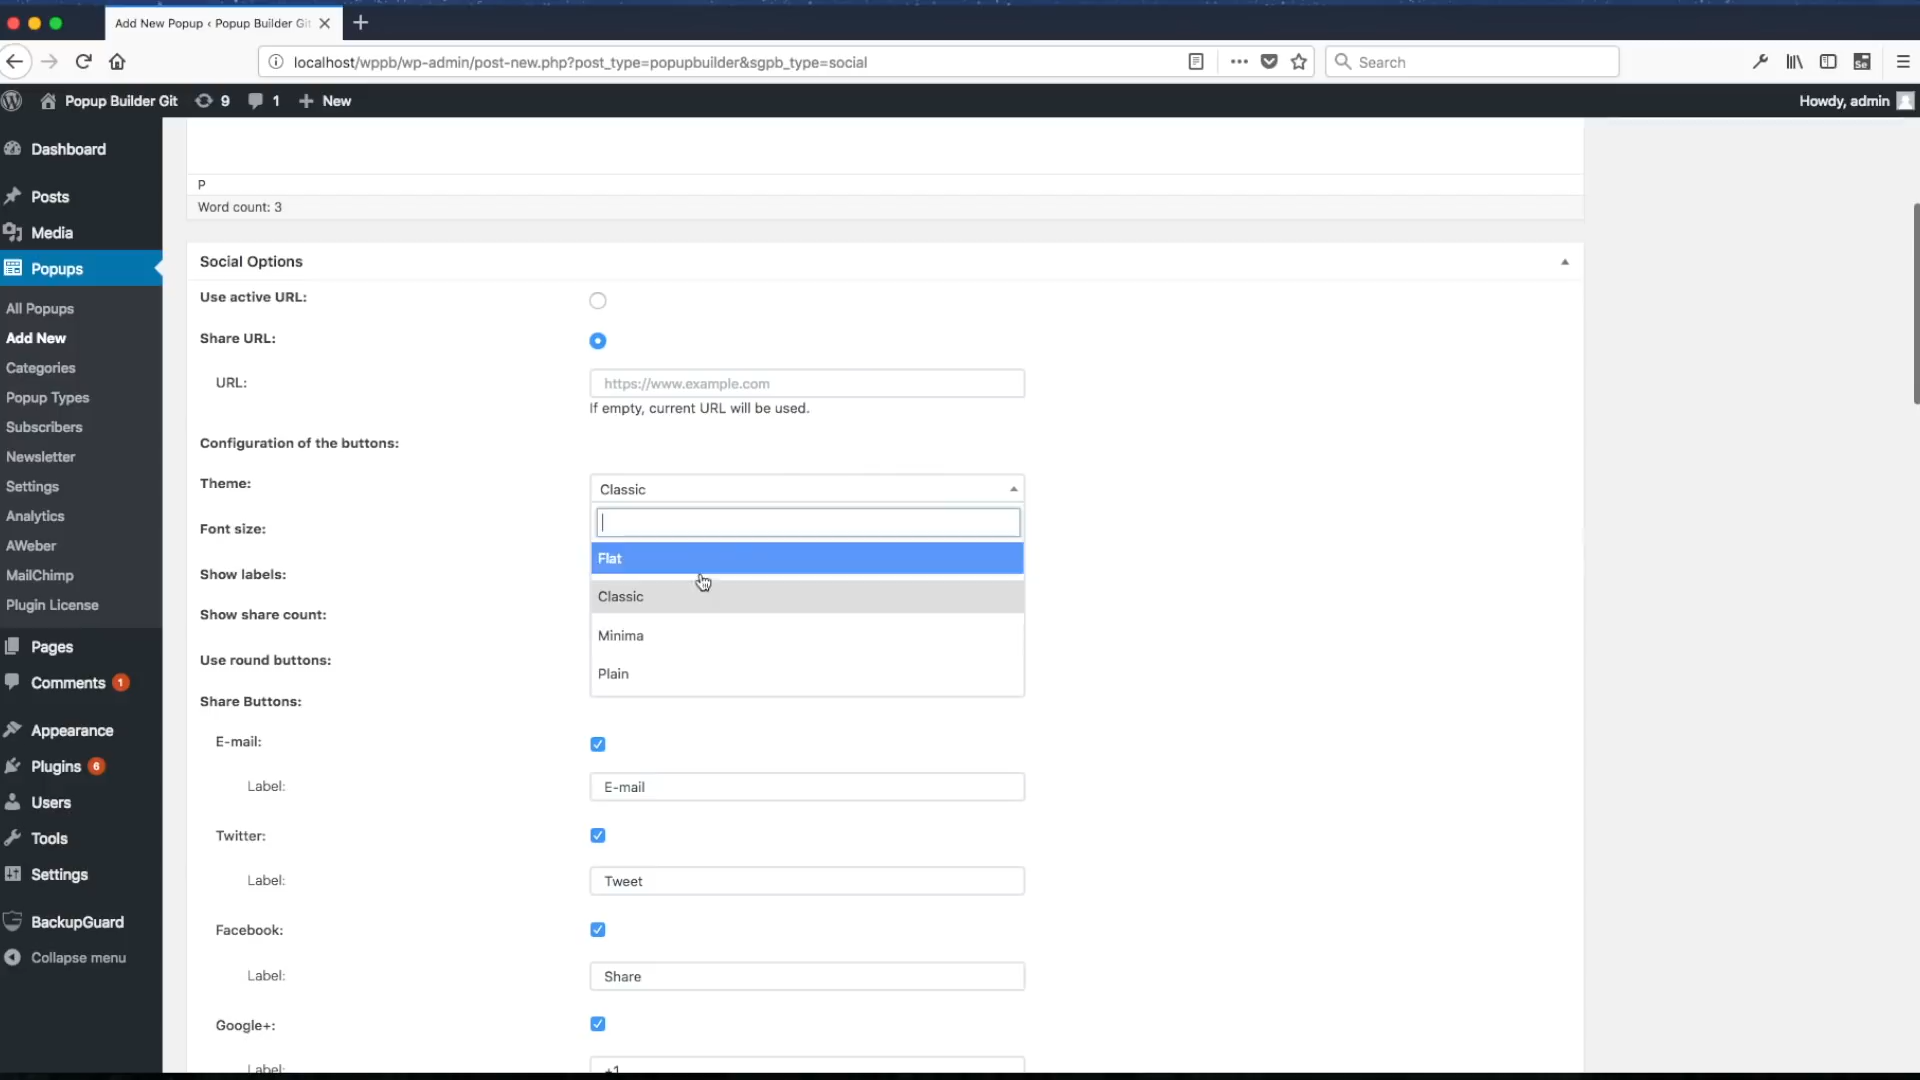 Add New Popup ‹ Popup Builder Git
localhost/wppb/wp-admin/post-new.php?post_type=popupbuilder&sgpb_type=social
Search
Se
Popup Builder Git
9
1
New
Howdy, admin
Dashboard
Posts
Media
Popups
All Popups
Add New
Categories
Popup Types
Subscribers
Newsletter
Settings
Analytics
AWeber
MailChimp
Plugin License
Pages
Comments 1
Appearance
Plugins 6
Users
Tools
Settings
BackupGuard
Collapse menu
P
Word count: 3
Social Options
Use active URL:
Share URL:
URL:
https://www.example.com
If empty, current URL will be used.
Configuration of the buttons:
Theme:
Classic
Font size:
Flat
Show labels:
Classic
Show share count:
Minima
Use round buttons:
Plain
Share Buttons:
E-mail:
Label:
E-mail
Twitter:
Label:
Tweet
Facebook:
Label:
Share
Google+:
Label:
+1